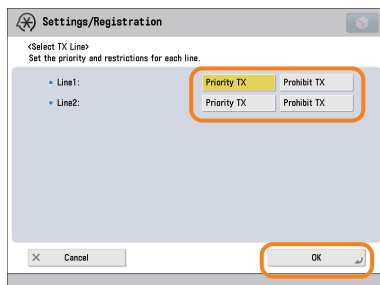 Settings/Registration
<Select TX Line>
Set the priority and restrictions for each line.
Line1: Priority TX Prohibit TX
Line2: Priority TX Prohibit TX
Cancel OK